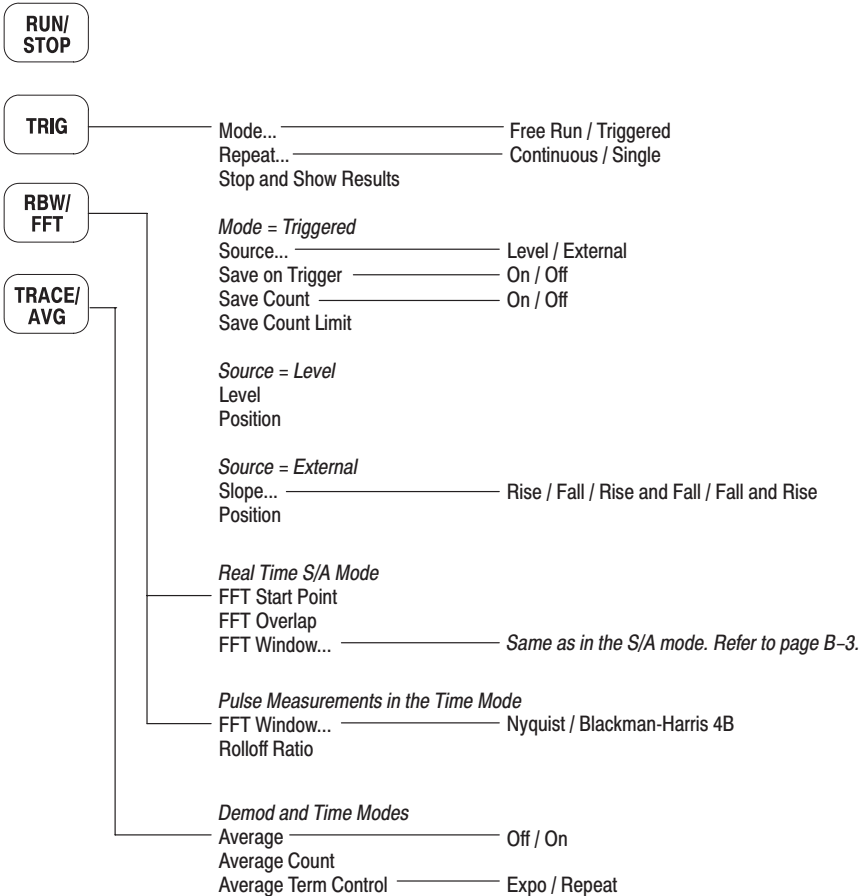 RUN/
STOP
TRIG
Mode... Free Run / Triggered
Repeat... Continuous / Single
Stop and Show Results
RBW/
FFT
Mode = Triggered
Source... Level / External
Save on Trigger On / Off
Save Count On / Off
Save Count Limit
TRACE/
AVG
Source = Level
Level
Position
Source = External
Slope... Rise / Fall / Rise and Fall / Fall and Rise
Position
Real Time S/A Mode
FFT Start Point
FFT Overlap
FFT Window... Same as in the S/A mode. Refer to page B–3.
Pulse Measurements in the Time Mode
FFT Window... Nyquist / Blackman-Harris 4B
Rolloff Ratio
Demod and Time Modes
Average Off / On
Average Count
Average Term Control Expo / Repeat